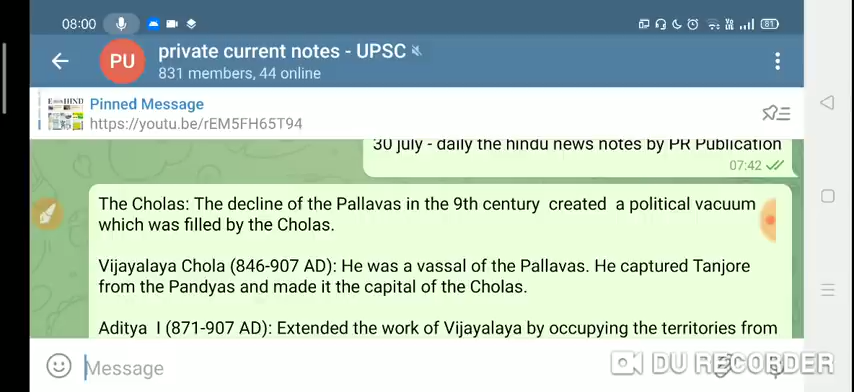 08:00
81
PU
private current notes - UPSC
831 members, 44 online
Pinned Message
https://youtu.be/rEM5FH65T94
30 july - daily the hindu news notes by PR Publication
07:42
The Cholas: The decline of the Pallavas in the 9th century created a political vacuum
which was filled by the Cholas.
Vijayalaya Chola (846-907 AD): He was a vassal of the Pallavas. He captured Tanjore
from the Pandyas and made it the capital of the Cholas.
Aditya I (871-907 AD): Extended the work of Vijayalaya by occupying the territories from
Message
DU RECORDER